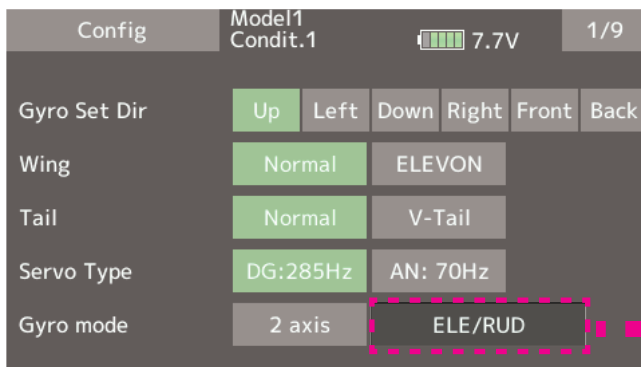 Config Model1 1/9
Condit.1 7.7V
Gyro Set Dir Up Left Down Right Front Back
Wing Normal ELEVON
Tail Normal V-Tail
Servo Type DG:285Hz AN: 70Hz
Gyro mode 2 axis ELE/RUD